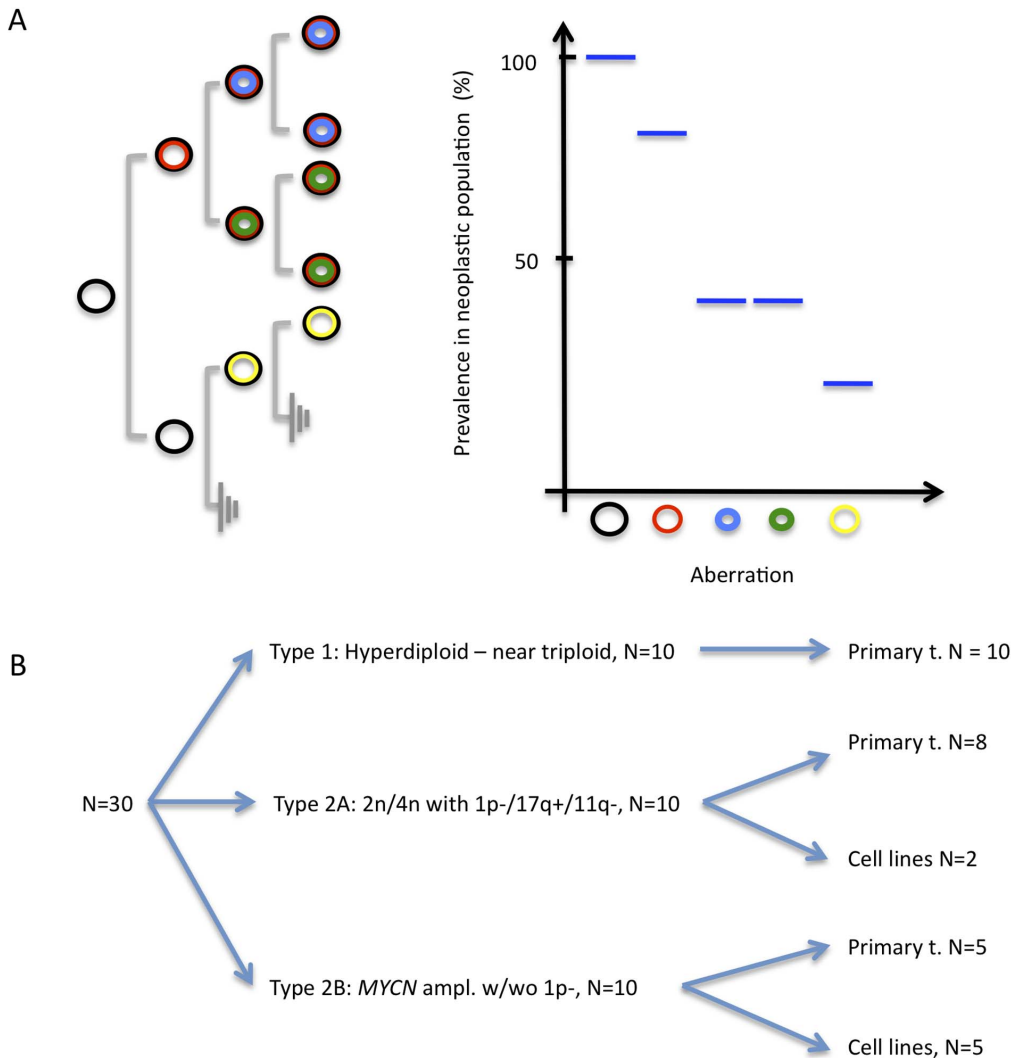 A
Prevalence in neoplastic population (%)
100
50
Aberration
B
N=30
Type 1: Hyperdiploid – near triploid, N=10
Primary t. N = 10
Type 2A: 2n/4n with 1p-/17q+/11q-, N=10
Primary t. N=8
Cell lines N=2
Type 2B: MYCN ampl. w/wo 1p-, N=10
Primary t. N=5
Cell lines, N=5